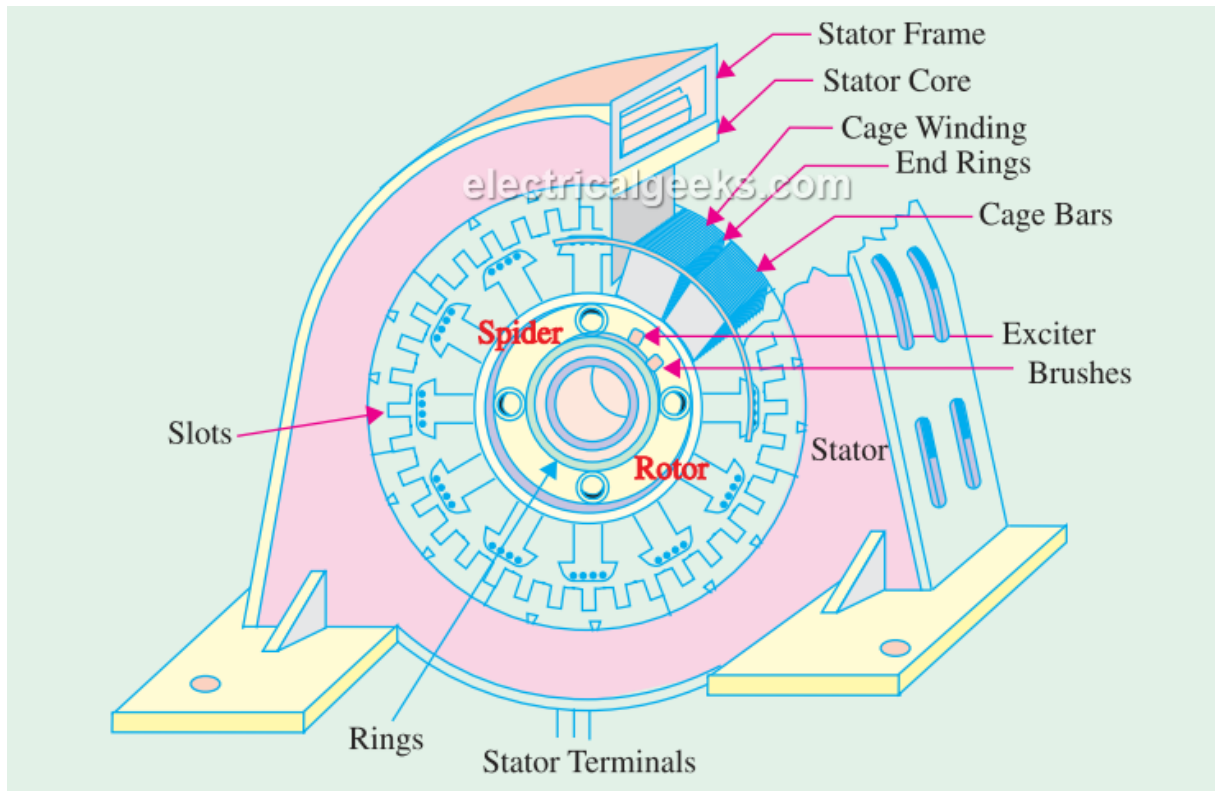 Stator Frame
Stator Core
Cage Winding
End Rings
electricalgeeks.com
Cage Bars
Spider
Exciter
Brushes
Slots
Stator
Rotor
Rings
Stator Terminals